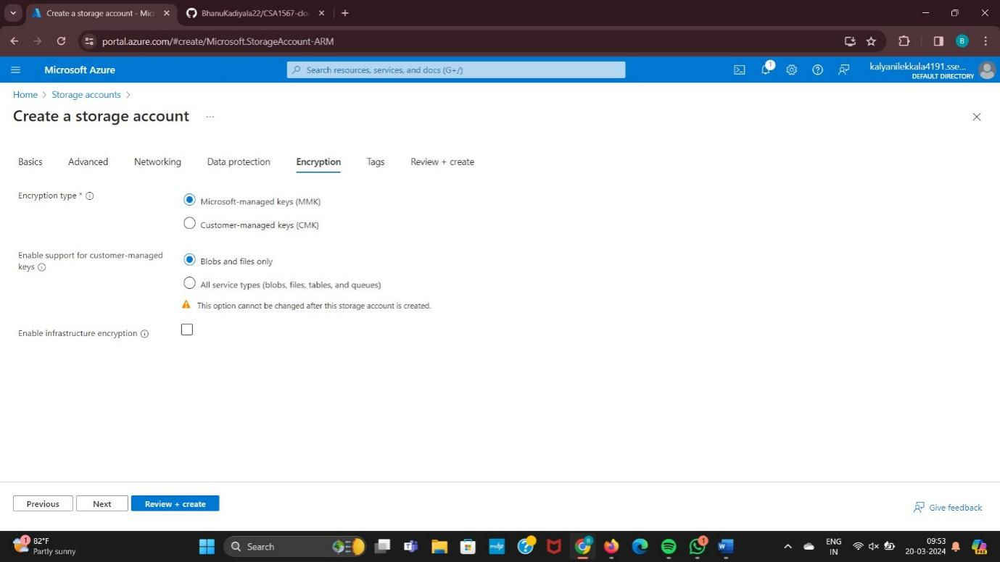 Create a storage account - Mic
BhanuKadiyala22/CSA1567-clo
portal.azure.com/#create/Microsoft.StorageAccount-ARM
B
Microsoft Azure
Search resources, services, and docs (G+/)
1
kalyanilekkala4191.sse...
DEFAULT DIRECTORY
Home > Storage accounts >
Create a storage account ...
Basics Advanced Networking Data protection Encryption Tags Review + create
Encryption type *
Microsoft-managed keys (MMK)
Customer-managed keys (CMK)
Enable support for customer-managed
keys
Blobs and files only
All service types (blobs, files, tables, and queues)
This option cannot be changed after this storage account is created.
Enable infrastructure encryption
Previous Next Review + create
Give feedback
1
82°F
Partly sunny
Search
1
ENG
IN
09:53
20-03-2024
PRE